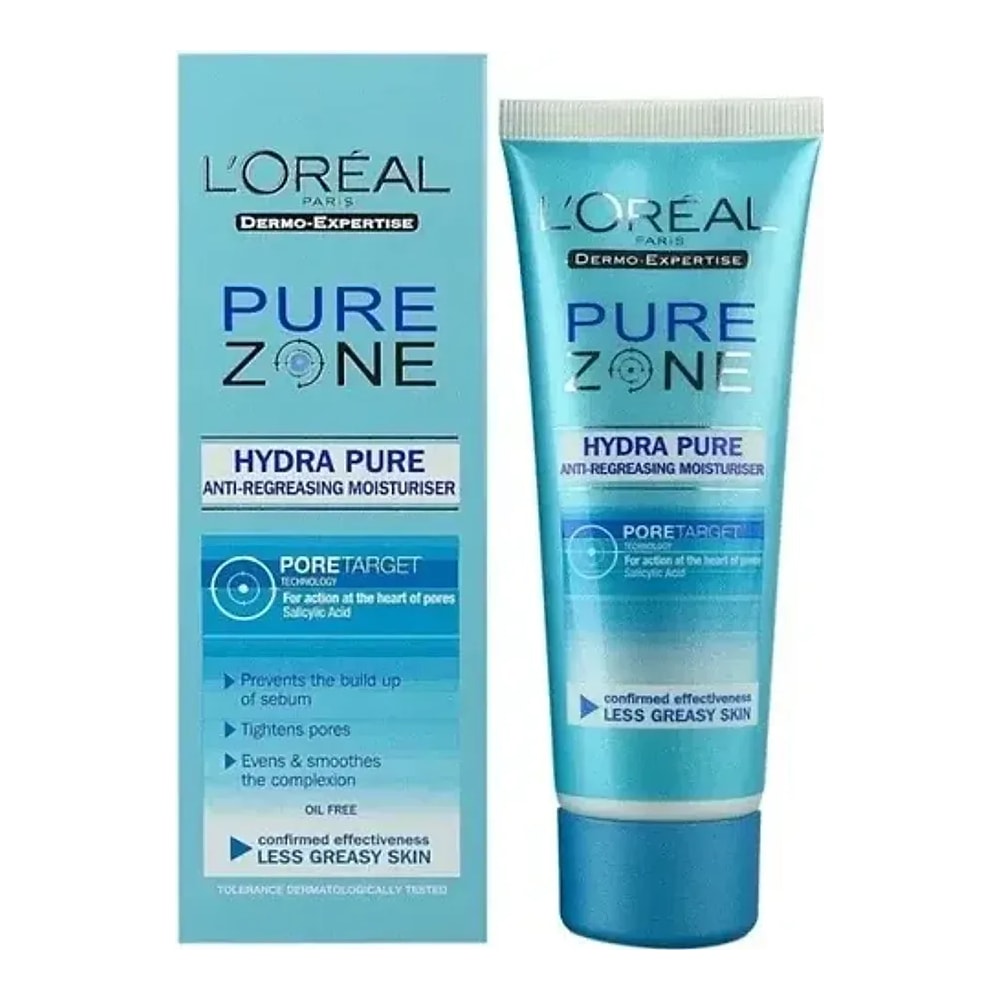 L'ORÉAL
PARIS
DERMO-EXPERTISE
PURE
ZONE
HYDRA PURE
ANTI-REGREASING MOISTURISER
PORETARGET
TECHNOLOGY
For action at the heart of pores
Salicylic Acid
Prevents the build up
of sebum
Tightens pores
Evens & smoothes
the complexion
OIL FREE
confirmed effectiveness
LESS GREASY SKIN
TOLERANCE DERMATOLOGICALLY TESTED
L'ORÉAL
PARIS
DERMO-EXPERTISE
PURE
ZONE
HYDRA PURE
ANTI-REGREASING MOISTURISER
PORETARGET
TECHNOLOGY
For action at the heart of pores
Salicylic Acid
confirmed effectiveness
LESS GREASY SKIN